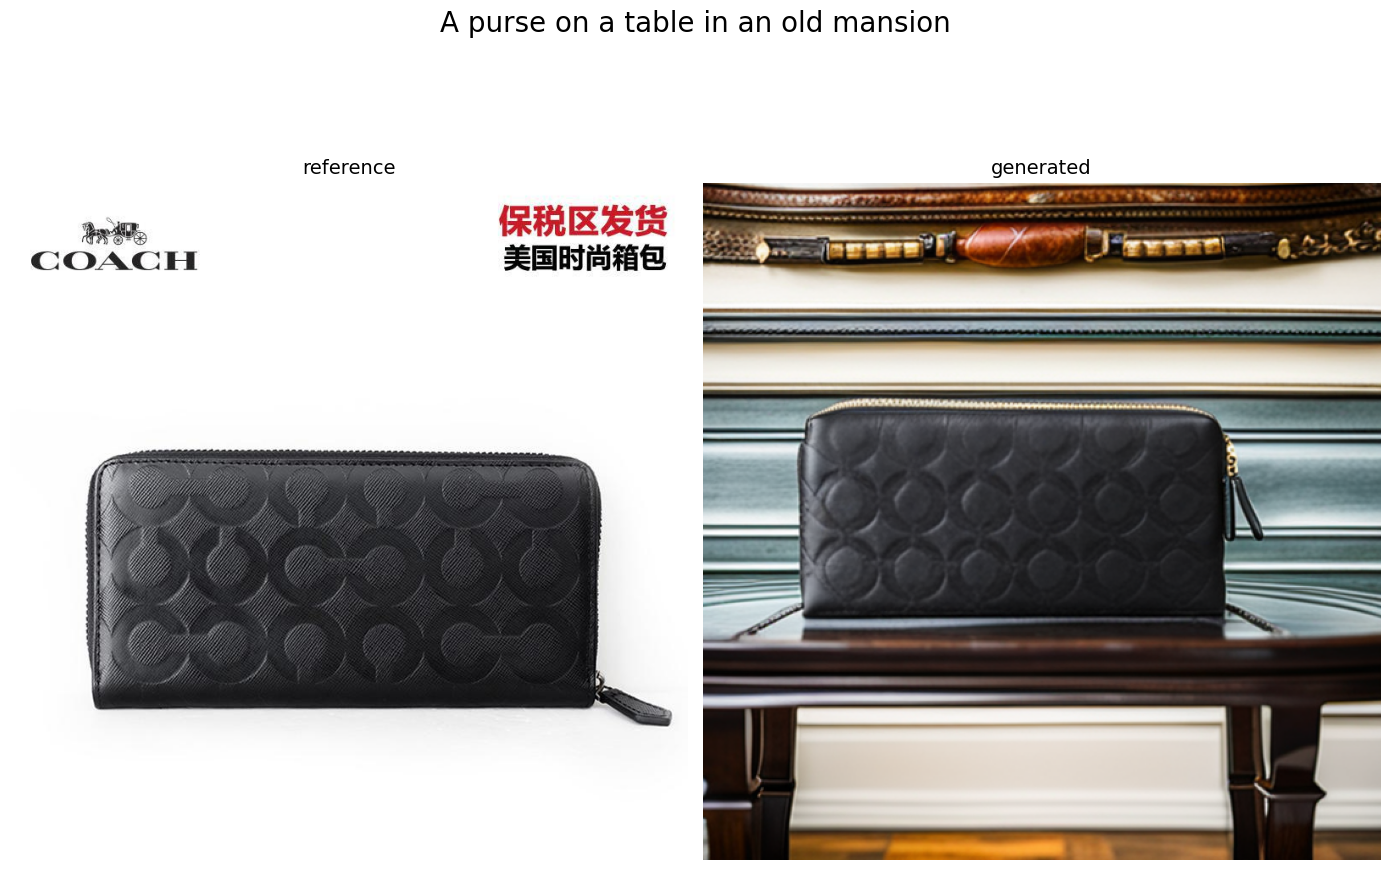 A purse on a table in an old mansion
reference
generated
COACH
保税区发货
美国时尚箱包